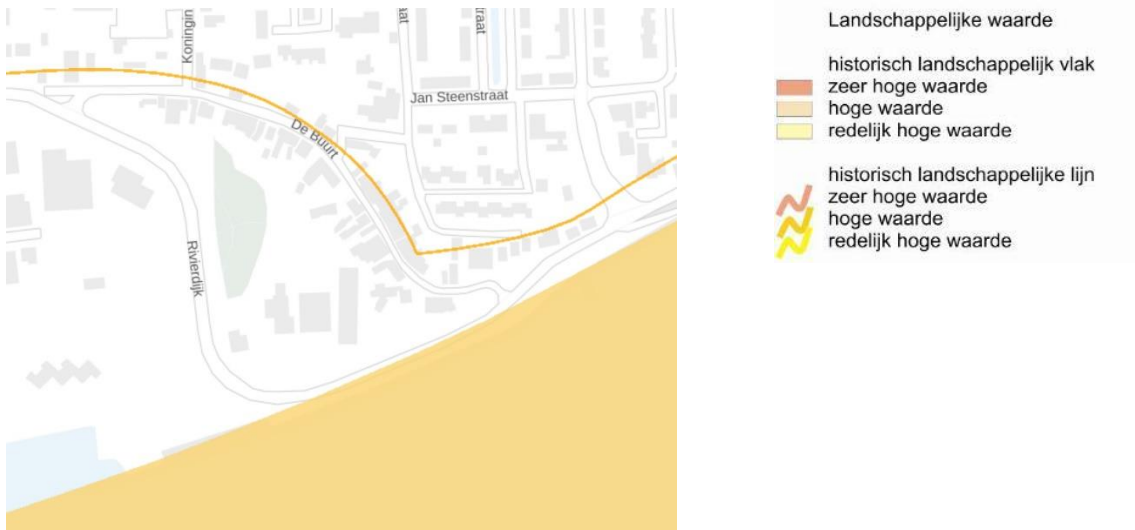 Koningin
aat
traat
Jan Steenstraat
De Buurt
Rivierdijk
Landschappelijke waarde
historisch landschappelijk vlak
zeer hoge waarde
hoge waarde
redelijk hoge waarde
historisch landschappelijke lijn
zeer hoge waarde
hoge waarde
redelijk hoge waarde